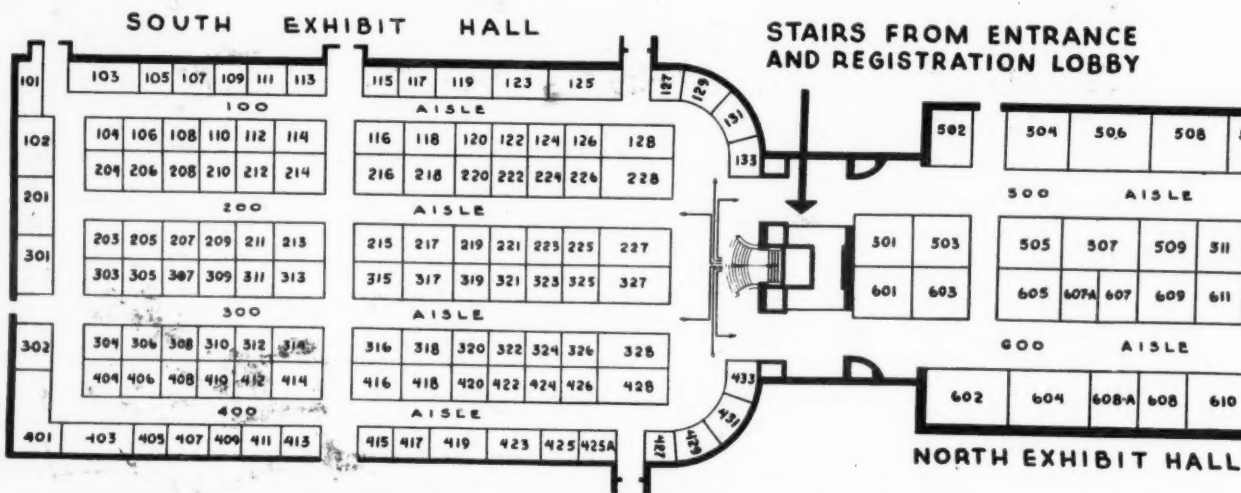 SOUTH EXHIBIT HALL
STAIRS FROM ENTRANCE
AND REGISTRATION LOBBY
101
103 105 107 109 111 113 115 117 119 123 125 127 129 131 133
100 AISLE
102 104 106 108 110 112 114 116 118 120 122 124 126 128
502 504 506 508
204 206 208 210 212 214 216 218 220 222 224 226 228
500 AISLE
201
200 AISLE
203 205 207 209 211 213 215 217 219 221 223 225 227
501 503 505 507 509 511
301
303 305 307 309 311 313 315 317 319 321 323 325 327
601 603 605 607-A 607 609 611
300 AISLE
302 304 306 308 310 312 314 316 318 320 322 324 326 328
600 AISLE
404 406 408 410 412 414 416 418 420 422 424 426 428
433 431 429 427
602 604 608-A 608 610
400 AISLE
401 403 405 407 409 411 413 415 417 419 423 425 425A
NORTH EXHIBIT HALL